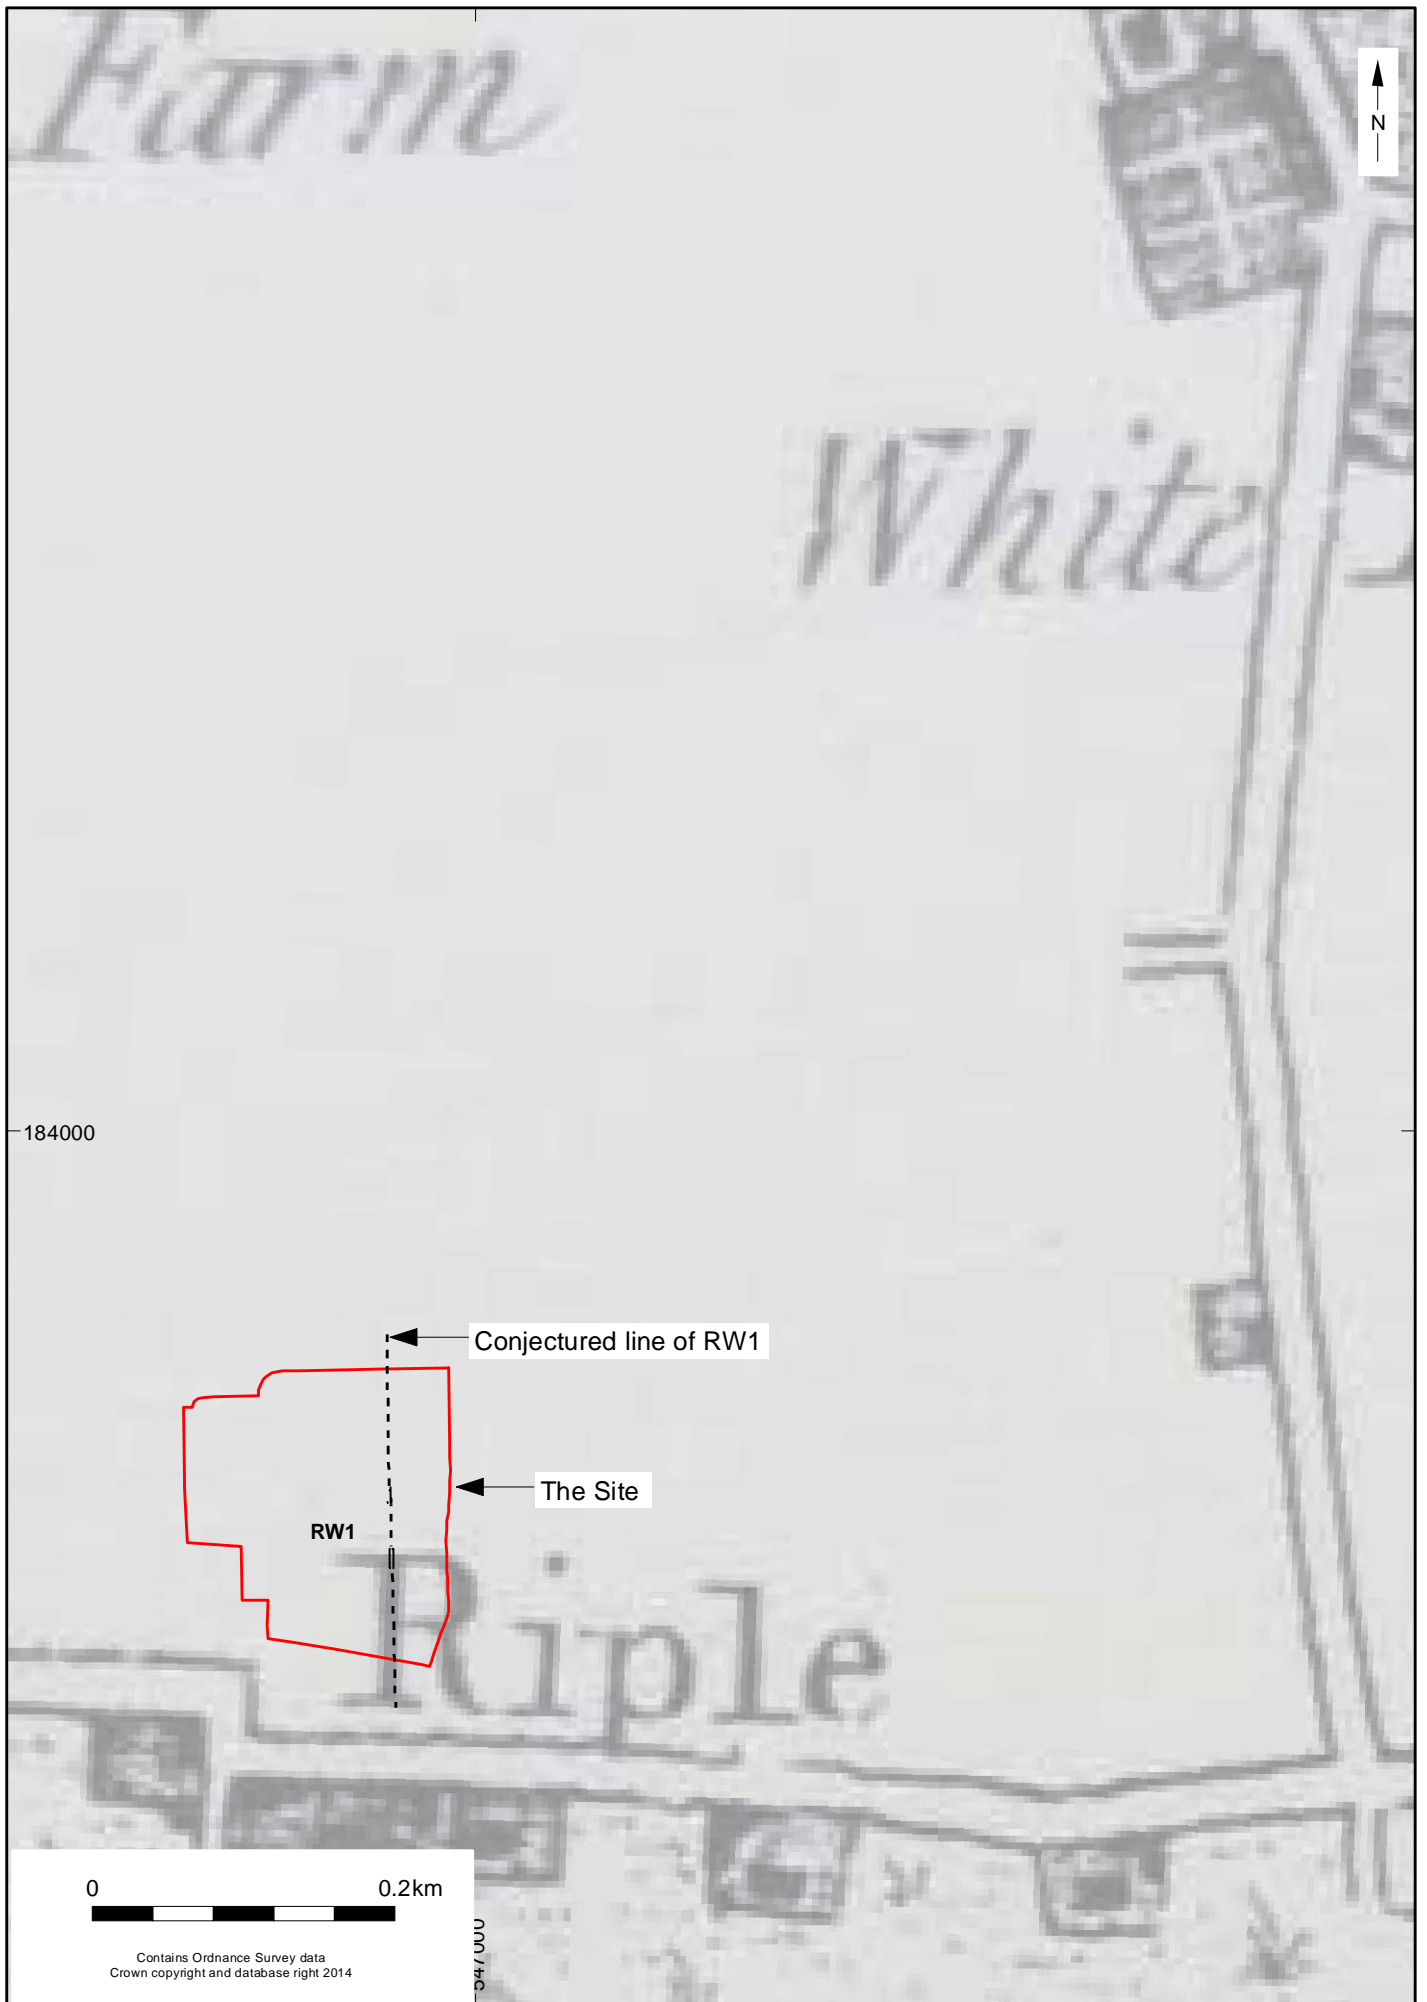 Farm
N
White
184000
Conjectured line of RW1
The Site
RW1
Riple
0 0.2km
547000
Contains Ordnance Survey data
Crown copyright and database right 2014